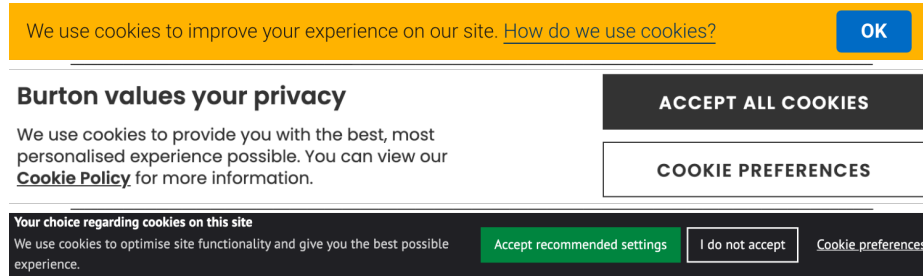 We use cookies to improve your experience on our site. How do we use cookies?
OK
Burton values your privacy
We use cookies to provide you with the best, most
personalised experience possible. You can view our
Cookie Policy for more information.
ACCEPT ALL COOKIES
COOKIE PREFERENCES
Your choice regarding cookies on this site
We use cookies to optimise site functionality and give you the best possible
experience.
Accept recommended settings
I do not accept
Cookie preferences